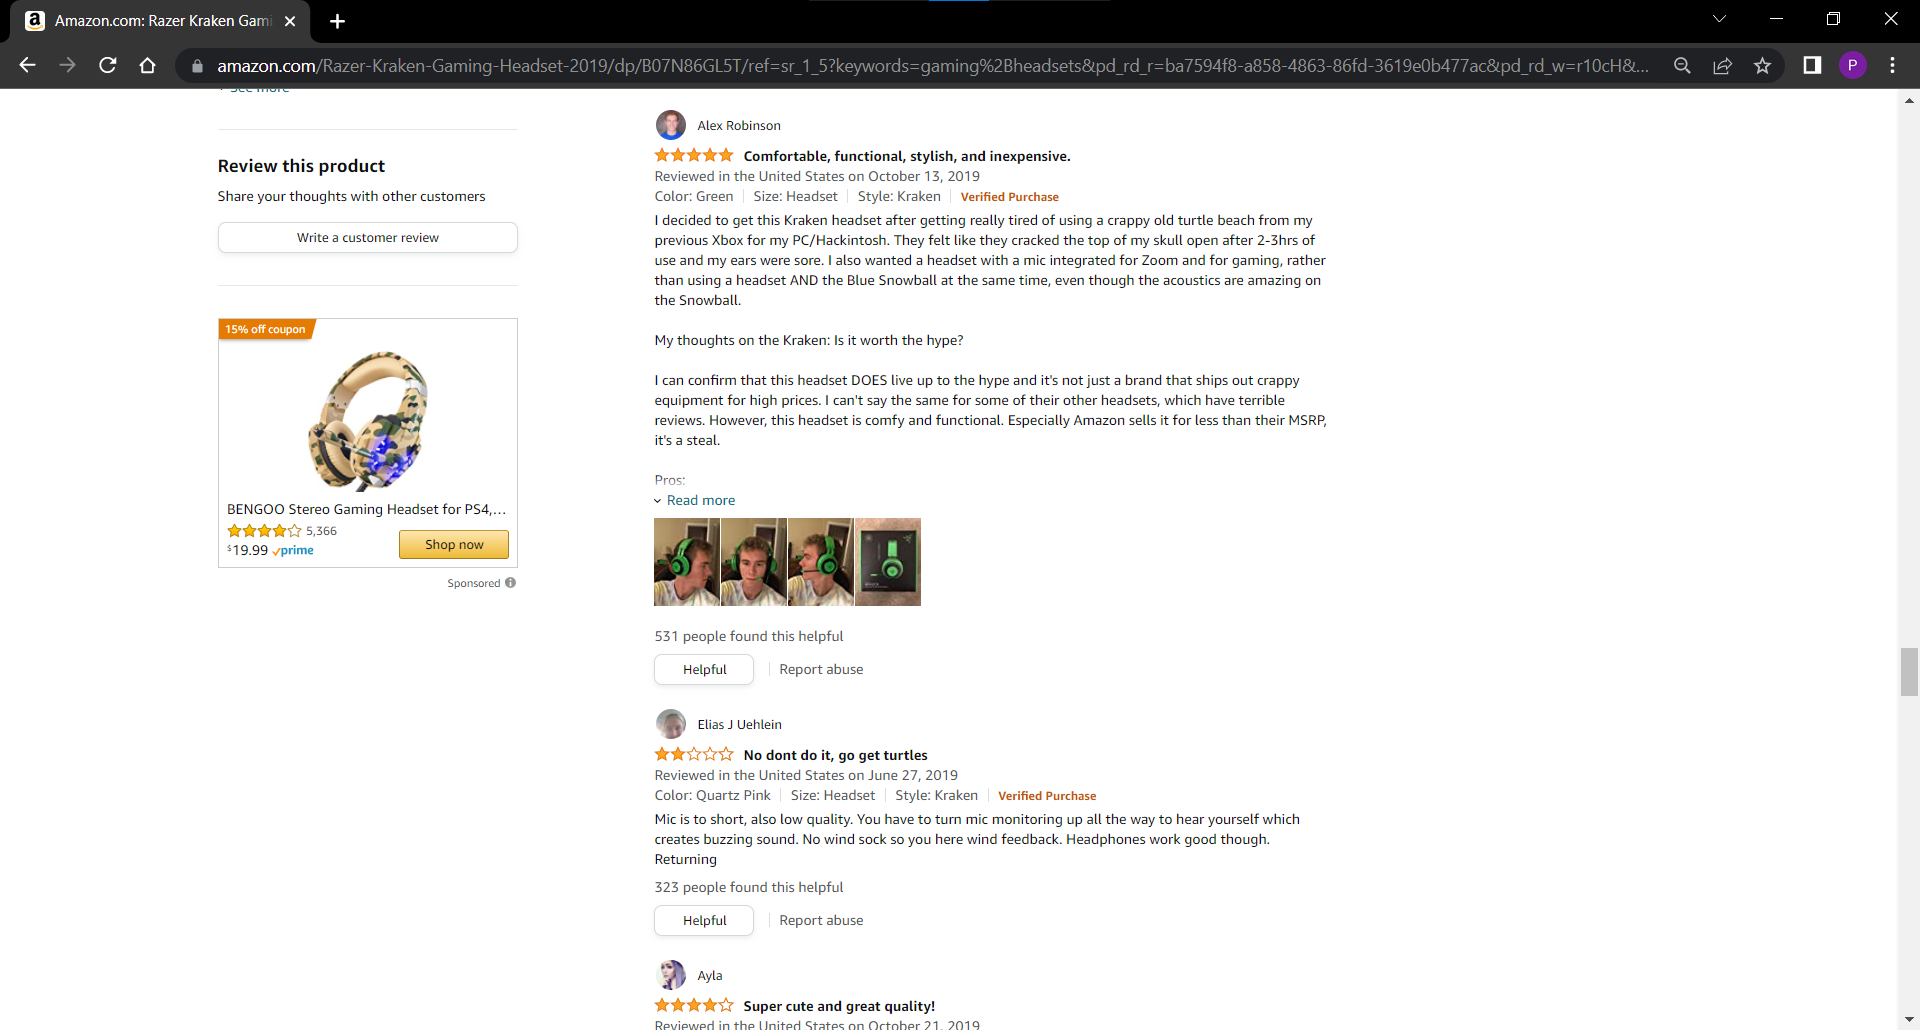 Amazon.com: Razer Kraken Gami
amazon.com/Razer-Kraken-Gaming-Headset-2019/dp/B07N86GL5T/ref=sr_1_5?keywords=gaming%2Bheadsets&pd_rd_r=ba7594f8-a858-4863-86fd-3619e0b477ac&pd_rd_w=r10cH&...
P
See more
Review this product
Share your thoughts with other customers
Write a customer review
15% off coupon
BENGOO Stereo Gaming Headset for PS4,...
5,366
$19.99 prime
Shop now
Sponsored
Alex Robinson
Comfortable, functional, stylish, and inexpensive.
Reviewed in the United States on October 13, 2019
Color: Green | Size: Headset | Style: Kraken | Verified Purchase
I decided to get this Kraken headset after getting really tired of using a crappy old turtle beach from my
previous Xbox for my PC/Hackintosh. They felt like they cracked the top of my skull open after 2-3hrs of
use and my ears were sore. I also wanted a headset with a mic integrated for Zoom and for gaming, rather
than using a headset AND the Blue Snowball at the same time, even though the acoustics are amazing on
the Snowball.
My thoughts on the Kraken: Is it worth the hype?
I can confirm that this headset DOES live up to the hype and it's not just a brand that ships out crappy
equipment for high prices. I can't say the same for some of their other headsets, which have terrible
reviews. However, this headset is comfy and functional. Especially Amazon sells it for less than their MSRP,
it's a steal.
Pros:
Read more
531 people found this helpful
Helpful | Report abuse
Elias J Uehlein
No dont do it, go get turtles
Reviewed in the United States on June 27, 2019
Color: Quartz Pink | Size: Headset | Style: Kraken | Verified Purchase
Mic is to short, also low quality. You have to turn mic monitoring up all the way to hear yourself which
creates buzzing sound. No wind sock so you here wind feedback. Headphones work good though.
Returning
323 people found this helpful
Helpful | Report abuse
Ayla
Super cute and great quality!
Reviewed in the United States on October 21, 2019